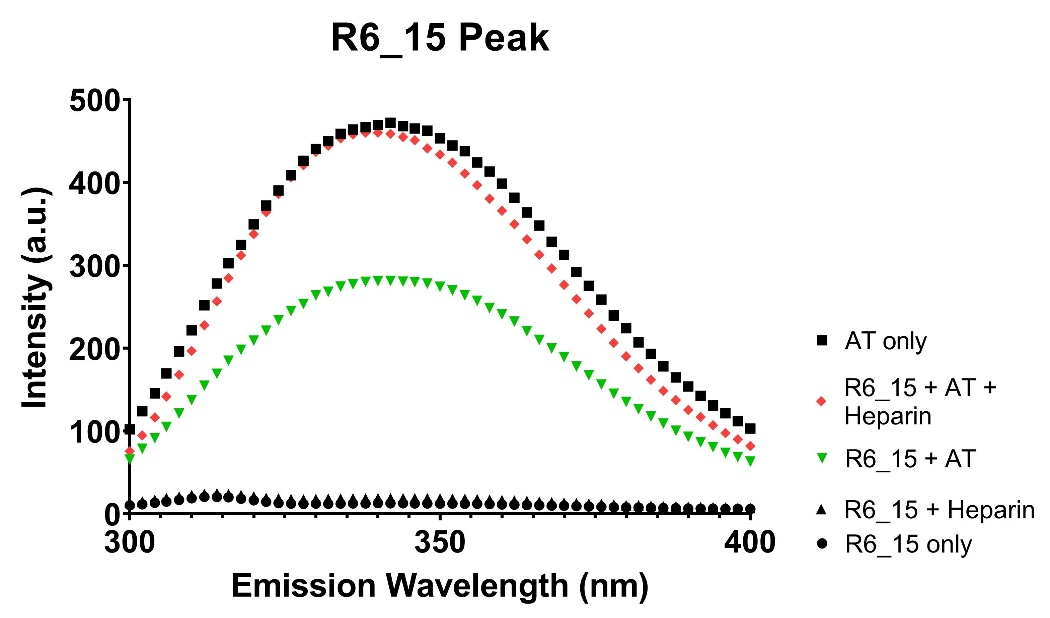 R6_15 Peak
500
400
300
200
100
0
Intensity (a.u.)
300
350
400
Emission Wavelength (nm)
AT only
R6_15 + AT +
Heparin
R6_15 + AT
R6_15 + Heparin
R6_15 only